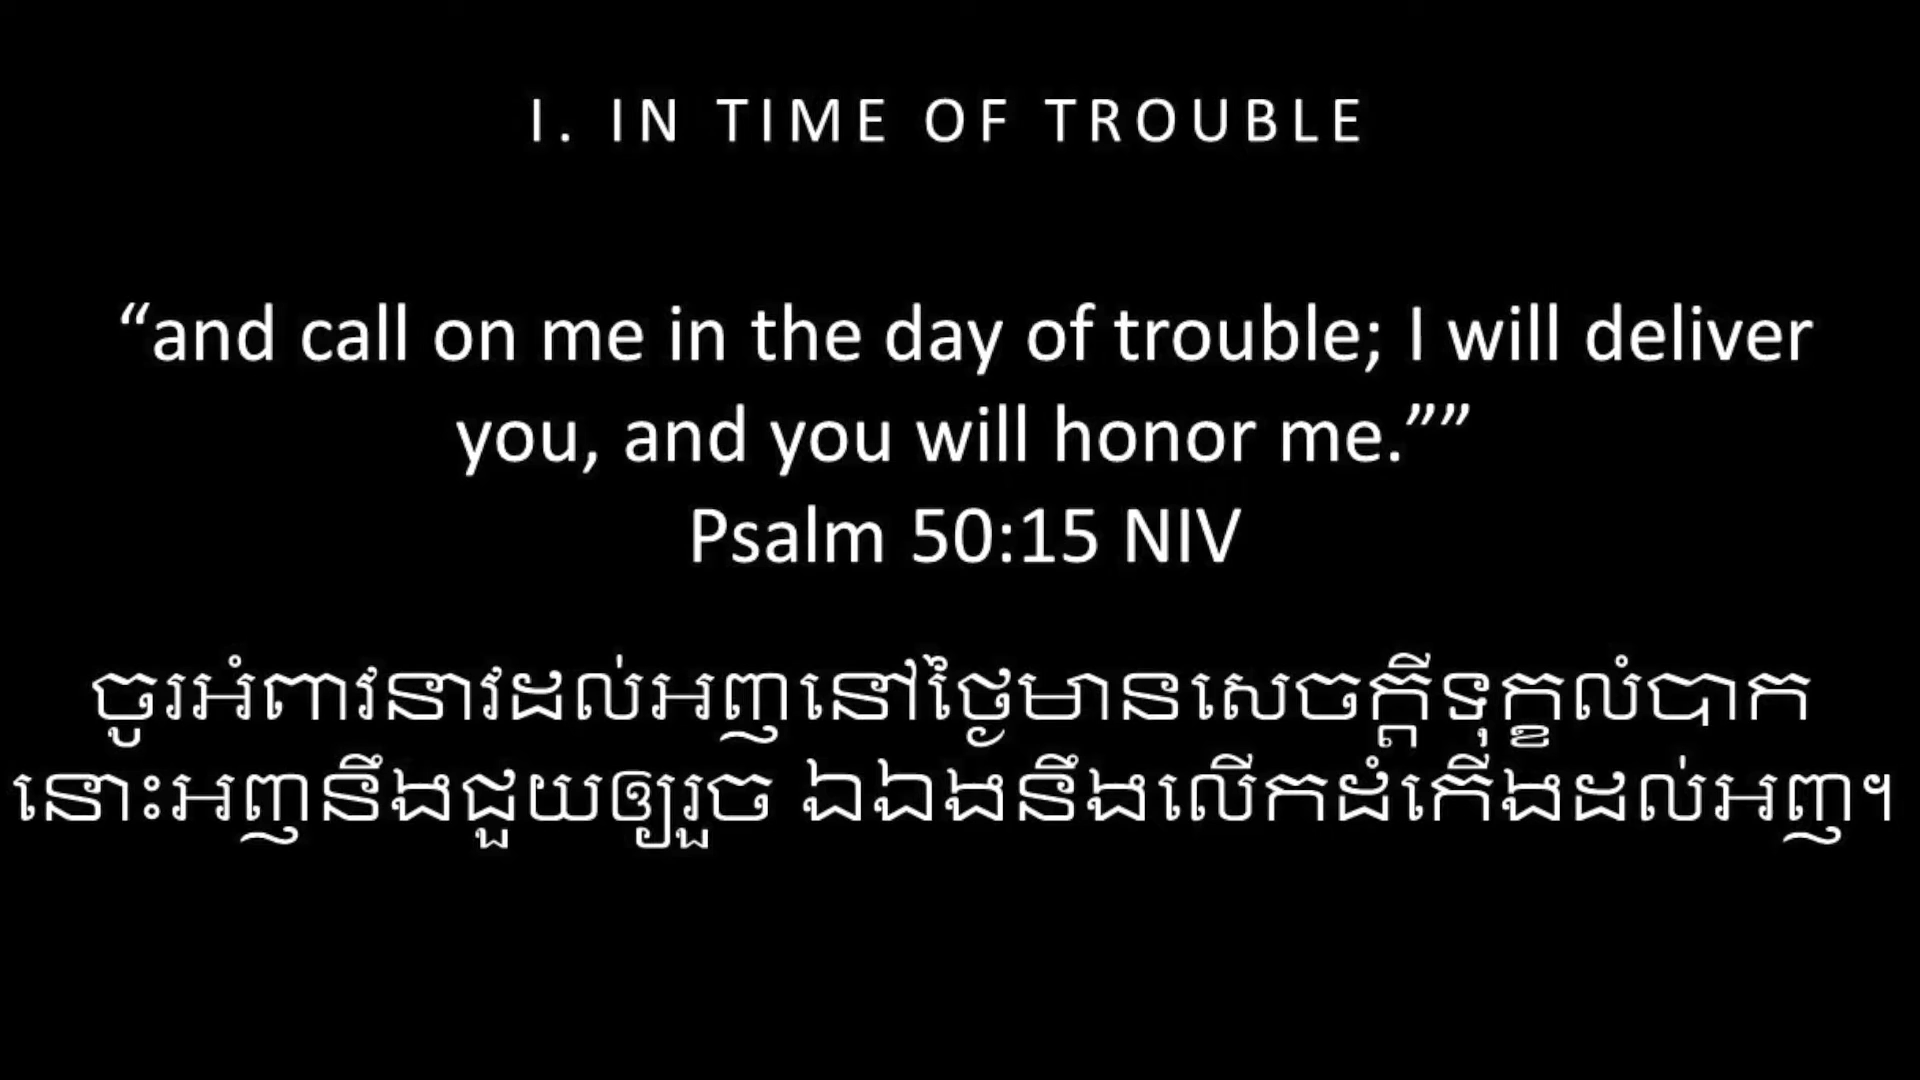 I. IN TIME OF TROUBLE
“and call on me in the day of trouble; I will deliver
you, and you will honor me.””
Psalm 50:15 NIV
ចូរអំពាវនាវដល់អញនៅថ្ងៃមានសេចក្ដីទុក្ខលំបាក
នោះអញនឹងជួយឲ្យរួច ឯឯងនឹងលើកដំកើងដល់អញ។